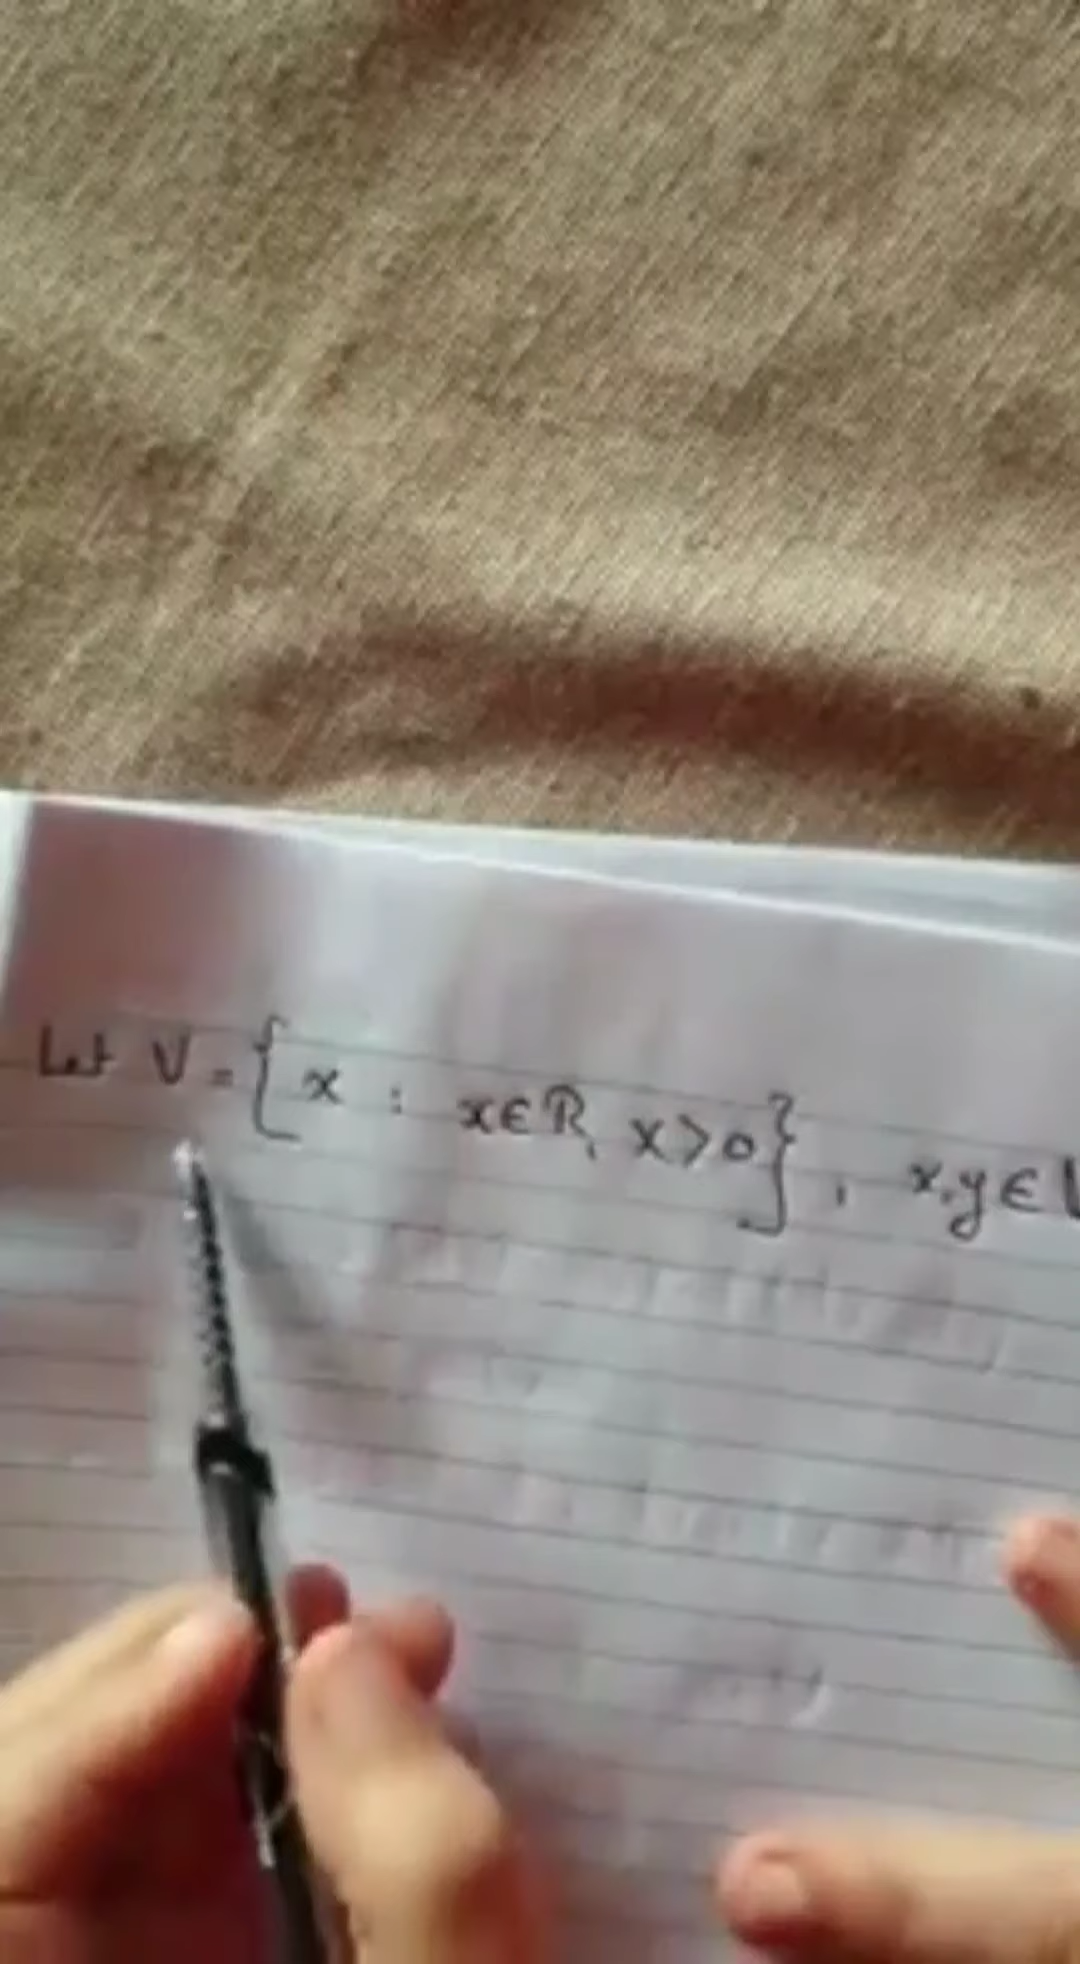 Let V = { x : x ∈ ℝ, x > 0 } , x, y ∈